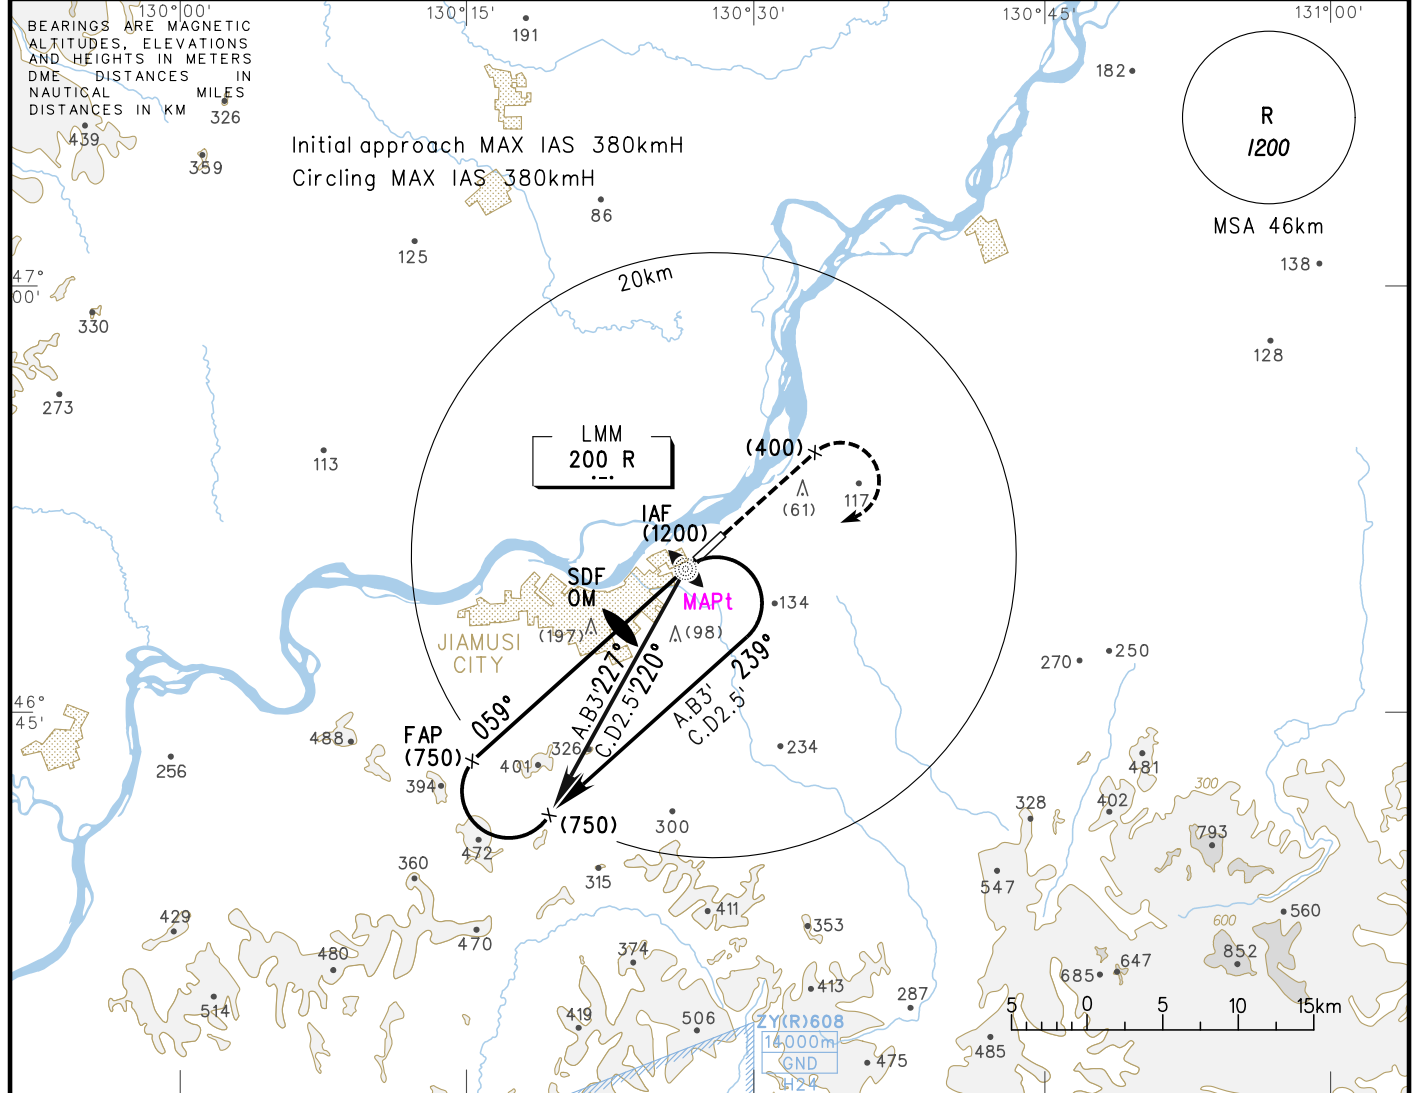 130°00'
130°15'
130°30'
130°45'
131°00'
BEARINGS ARE MAGNETIC
ALTITUDES, ELEVATIONS
AND HEIGHTS IN METERS
DME DISTANCES IN
NAUTICAL MILES
DISTANCES IN KM
191
182
326
439
359
Initial approach MAX IAS 380kmH
Circling MAX IAS 380kmH
R
1200
MSA 46km
86
125
138
47°
00'
20km
330
128
273
113
LMM
200 R
(400)
117
(61)
IAF
(1200)
SDF
OM
MAPt
134
(197)
(98)
JIAMUSI
CITY
059°
A.B3'
C.D2.5'
227°
220°
239°
A.B3'
C.D2.5'
270
250
46°
45'
488
256
FAP
(750)
394
401
326
234
481
300
402
328
793
(750)
300
472
360
315
547
411
353
560
429
470
600
480
374
852
647
685
413
287
514
419
506
5 0 5 10 15km
ZY(R)608
14000m
GND
H24
475
485